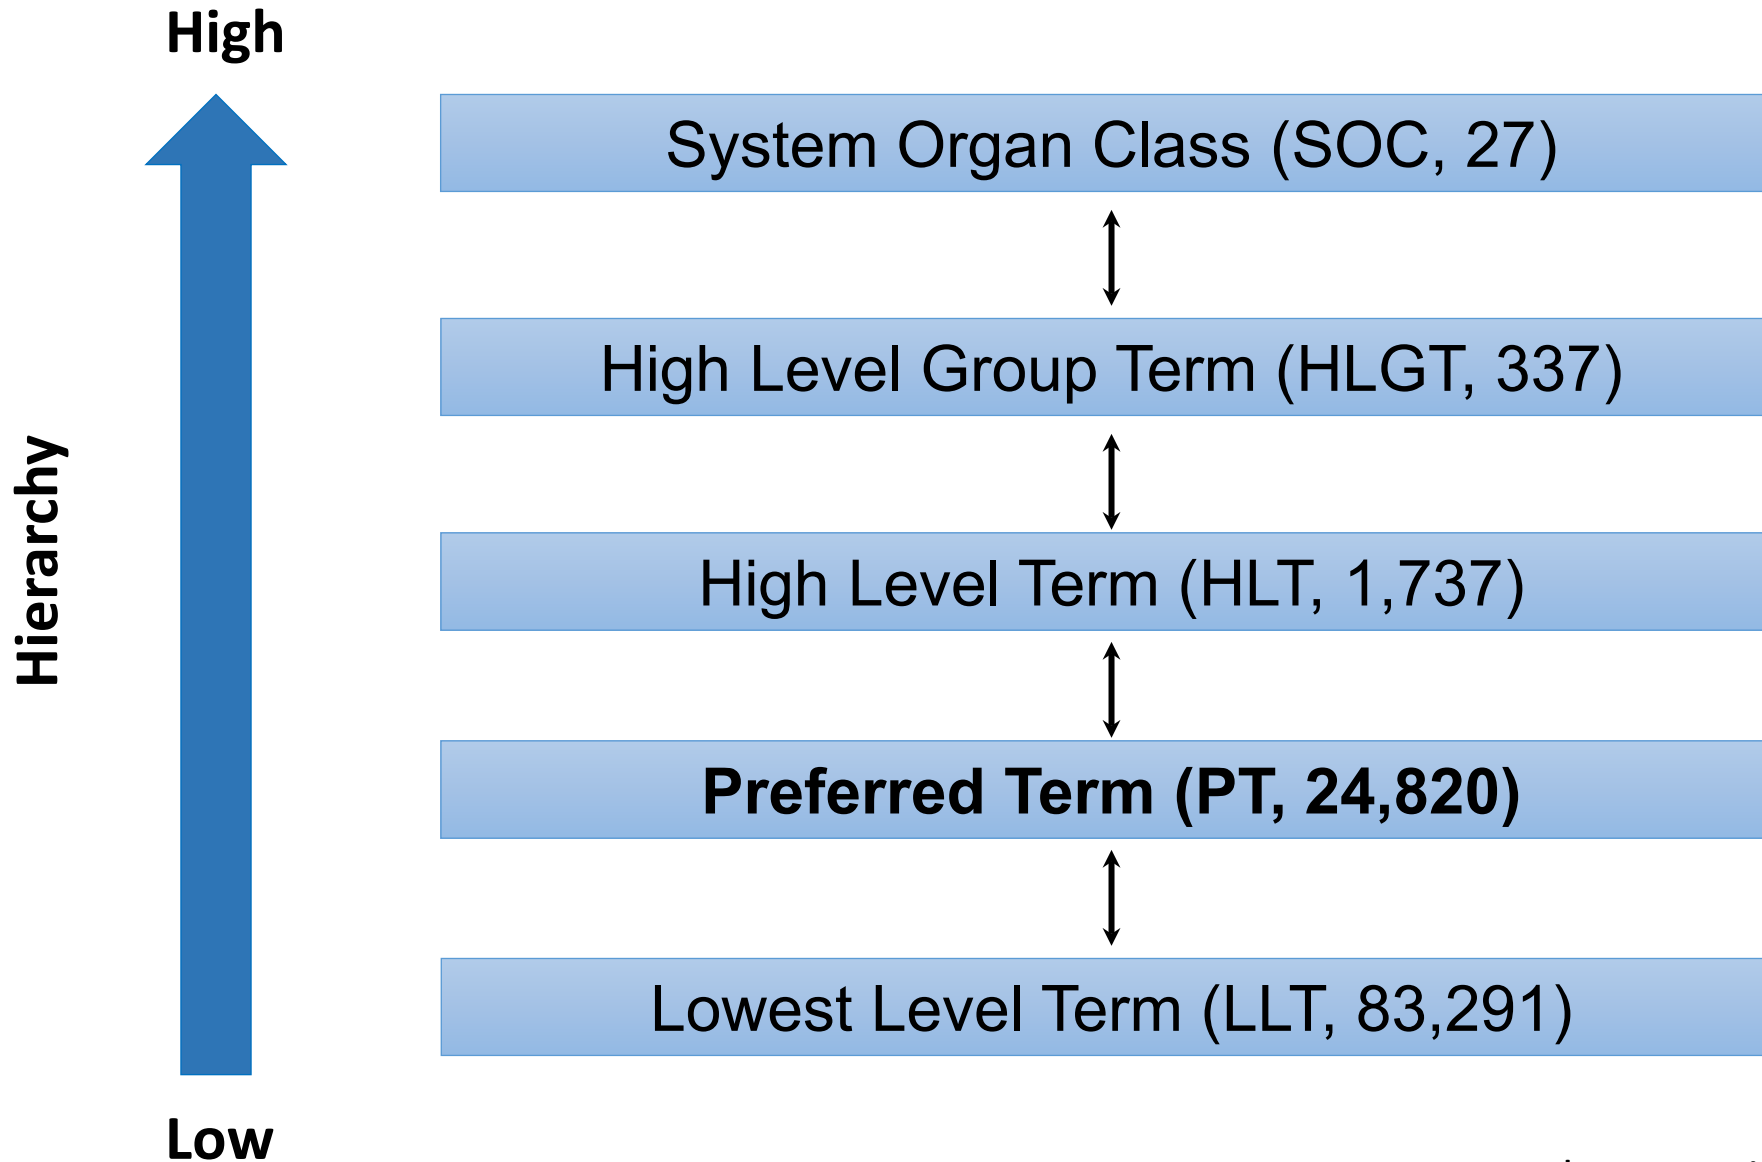 High
System Organ Class (SOC, 27)
High Level Group Term (HLGT, 337)
Hierarchy
High Level Term (HLT, 1,737)
Preferred Term (PT, 24,820)
Lowest Level Term (LLT, 83,291)
Low